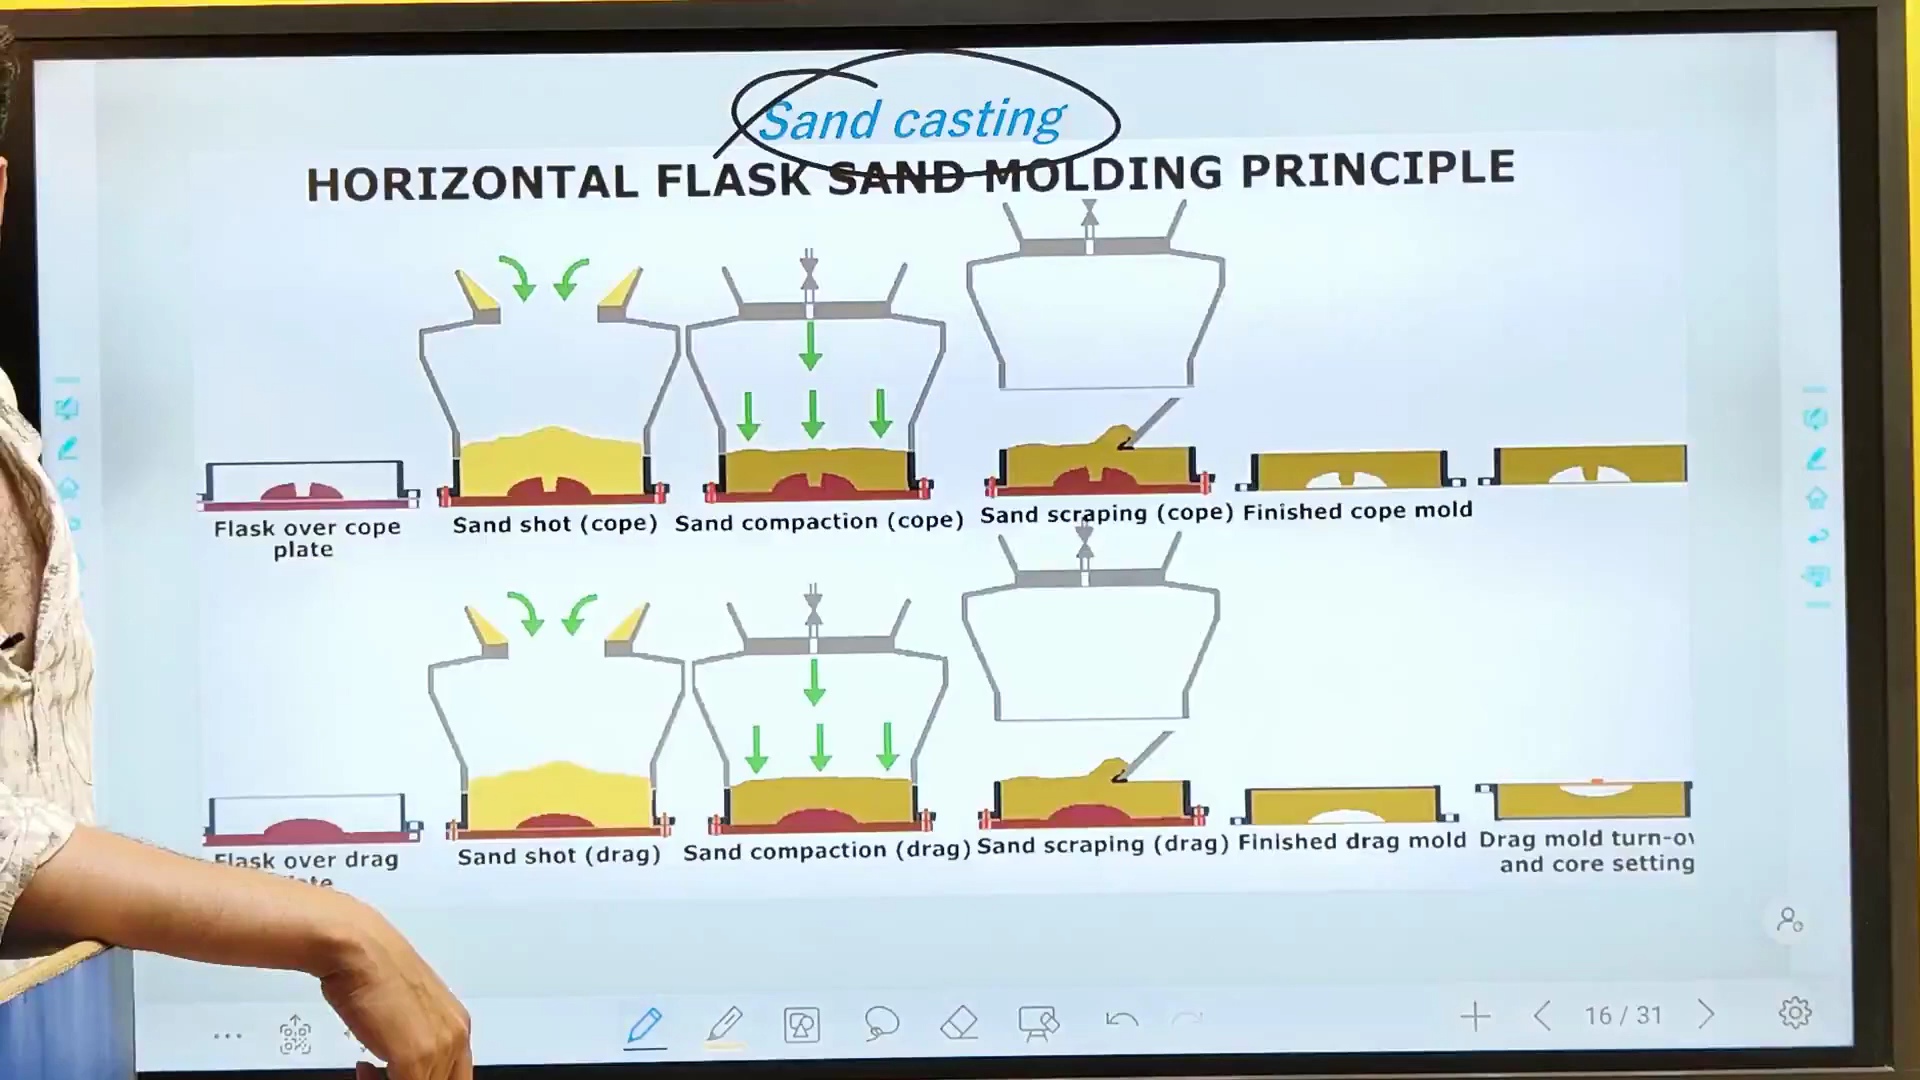 Sand casting
HORIZONTAL FLASK SAND MOLDING PRINCIPLE
Flask over cope
plate
Sand shot (cope)
Sand compaction (cope)
Sand scraping (cope)
Finished cope mold
Flask over drag
Sand shot (drag)
Sand compaction (drag)
Sand scraping (drag)
Finished drag mold
Drag mold turn-ov
and core setting
16 / 31